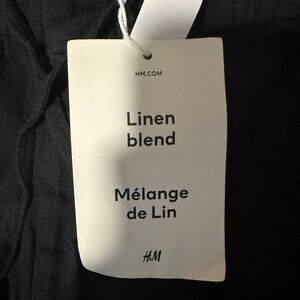 HM.COM
Linen
blend
Mélange
de Lin
H&M